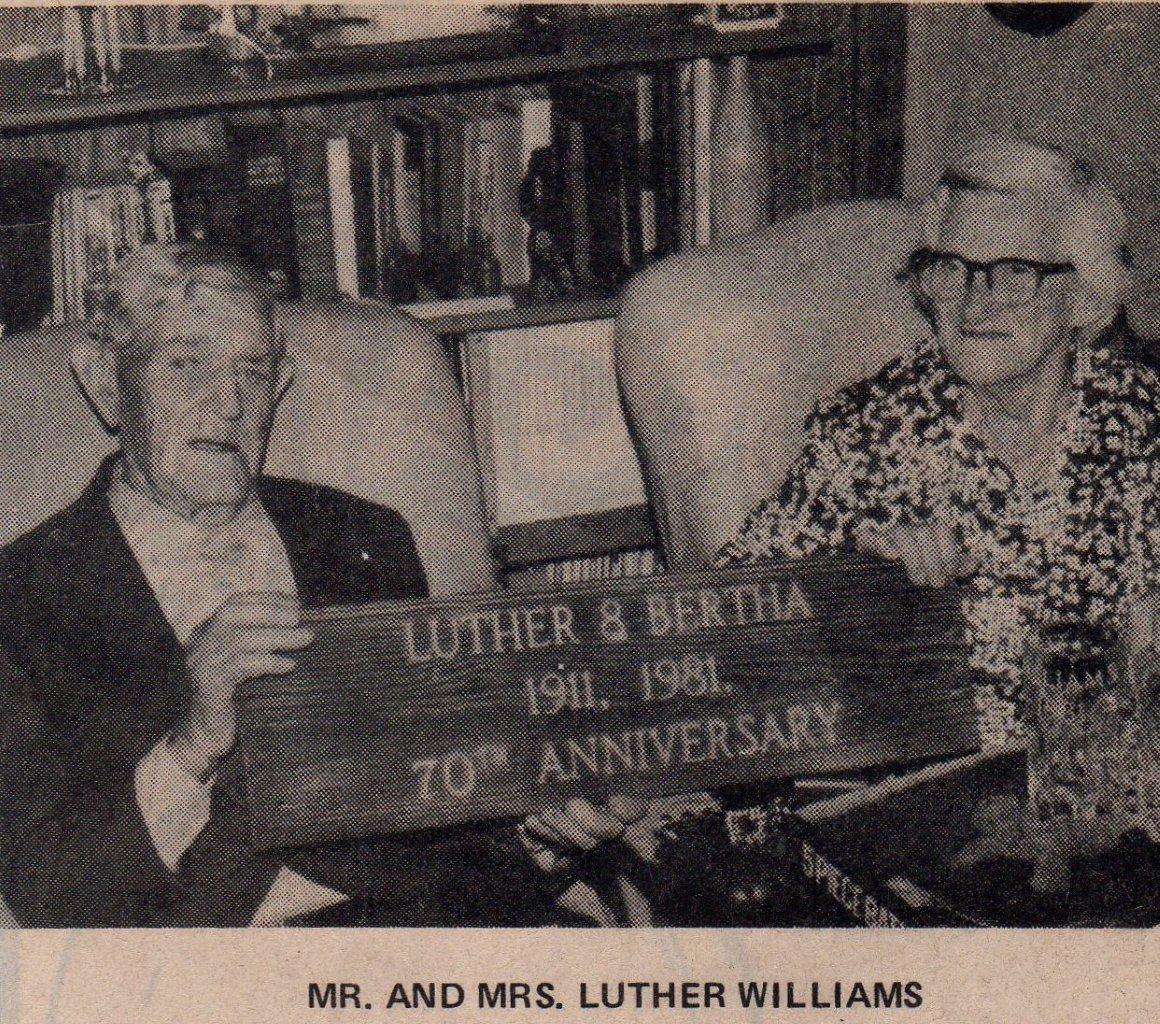 LUTHER & BERTHA
1911. 1981.
70TH ANNIVERSARY
MR. AND MRS. LUTHER WILLIAMS